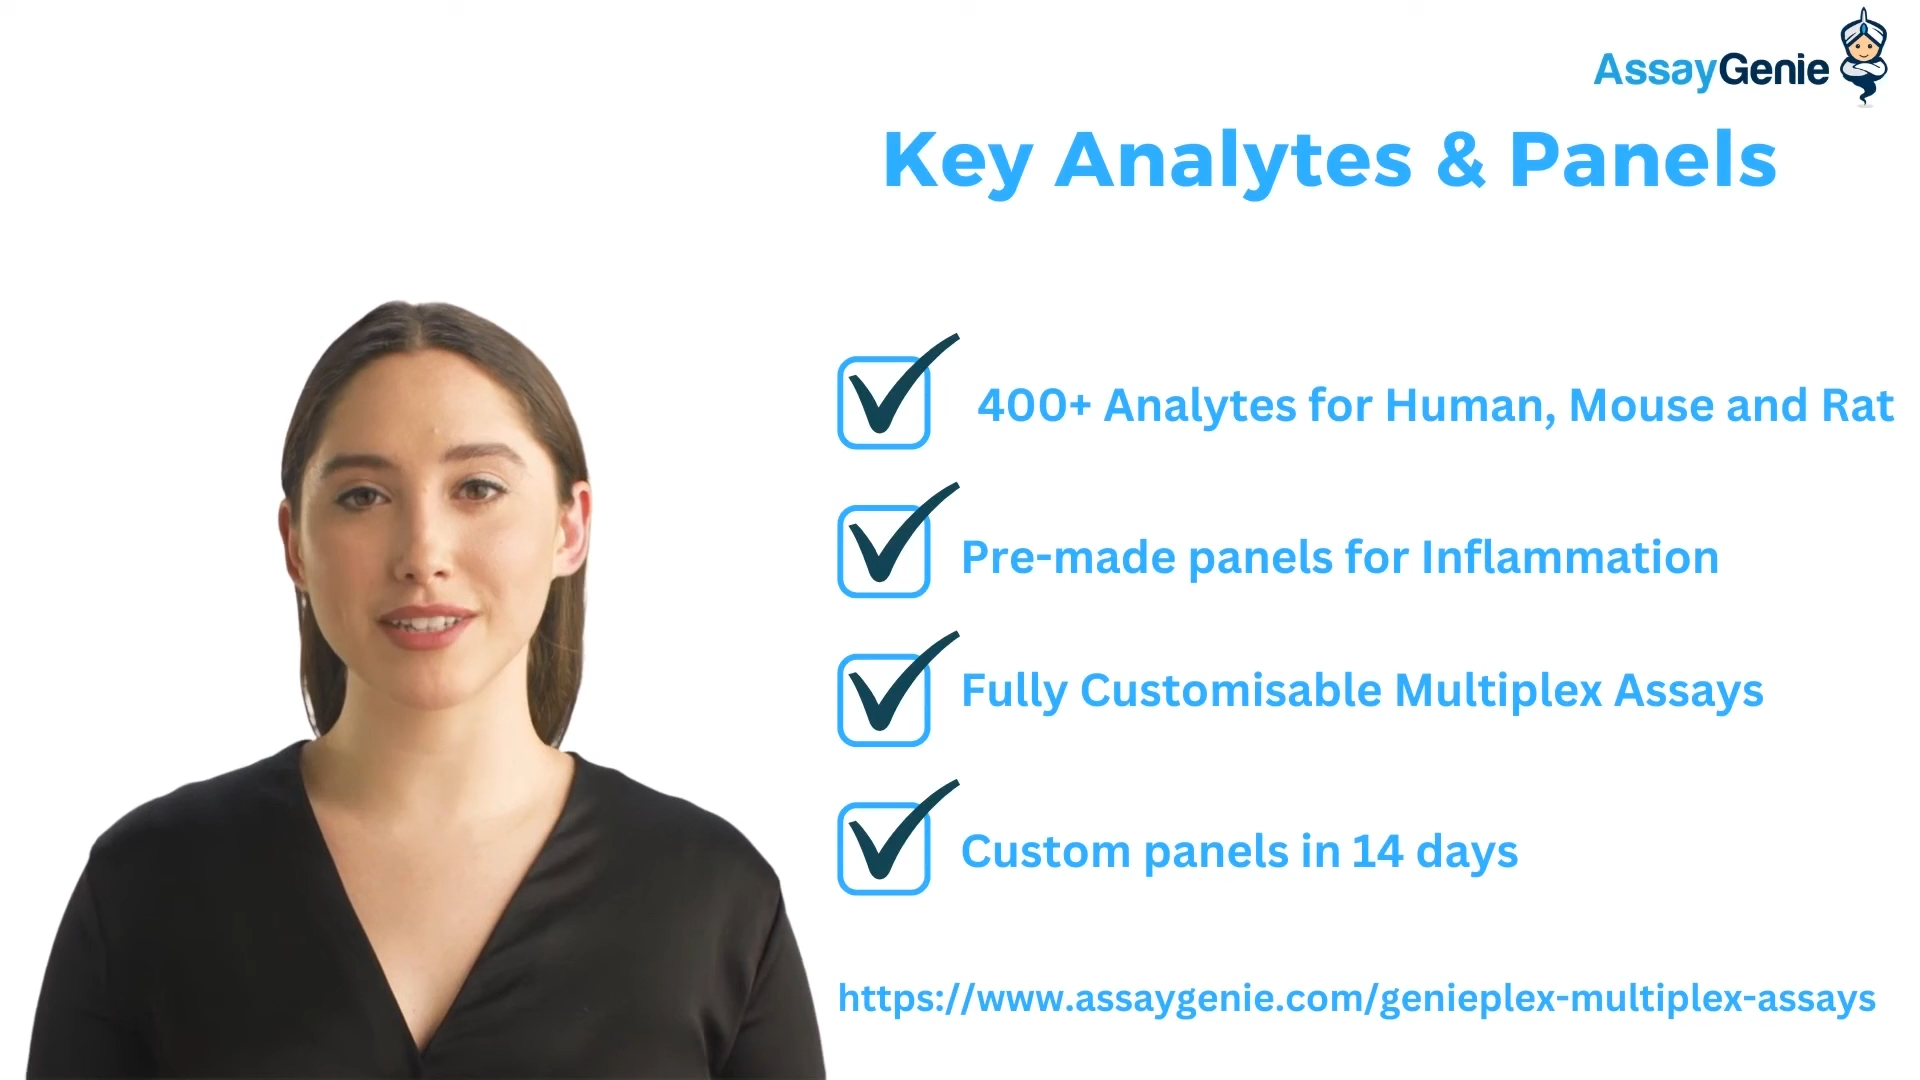 AssayGenie
Key Analytes & Panels
400+ Analytes for Human, Mouse and Rat
Pre-made panels for Inflammation
Fully Customisable Multiplex Assays
Custom panels in 14 days
https://www.assaygenie.com/genieplex-multiplex-assays